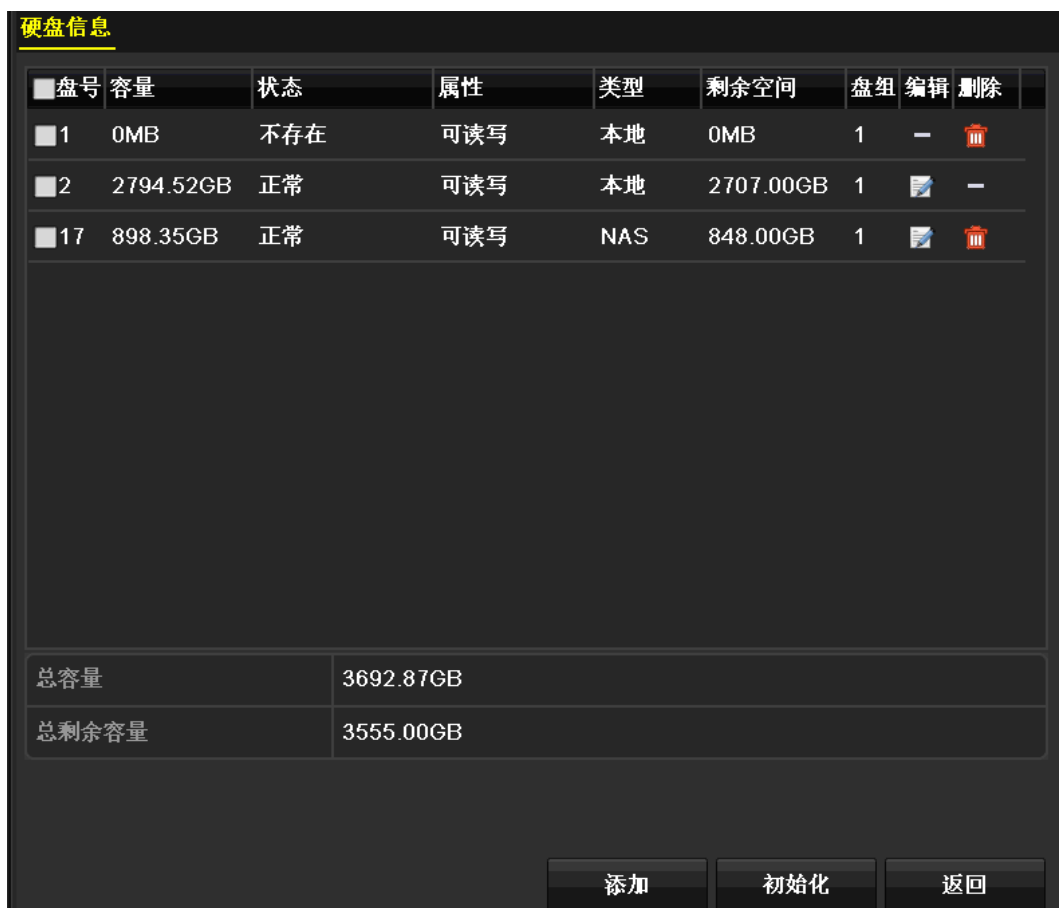 硬盘信息
盘号 容量 状态 属性 类型 剩余空间 盘组 编辑 删除
1 0MB 不存在 可读写 本地 0MB 1 –
2 2794.52GB 正常 可读写 本地 2707.00GB 1 –
17 898.35GB 正常 可读写 NAS 848.00GB 1
总容量 3692.87GB
总剩余容量 3555.00GB
添加 初始化 返回